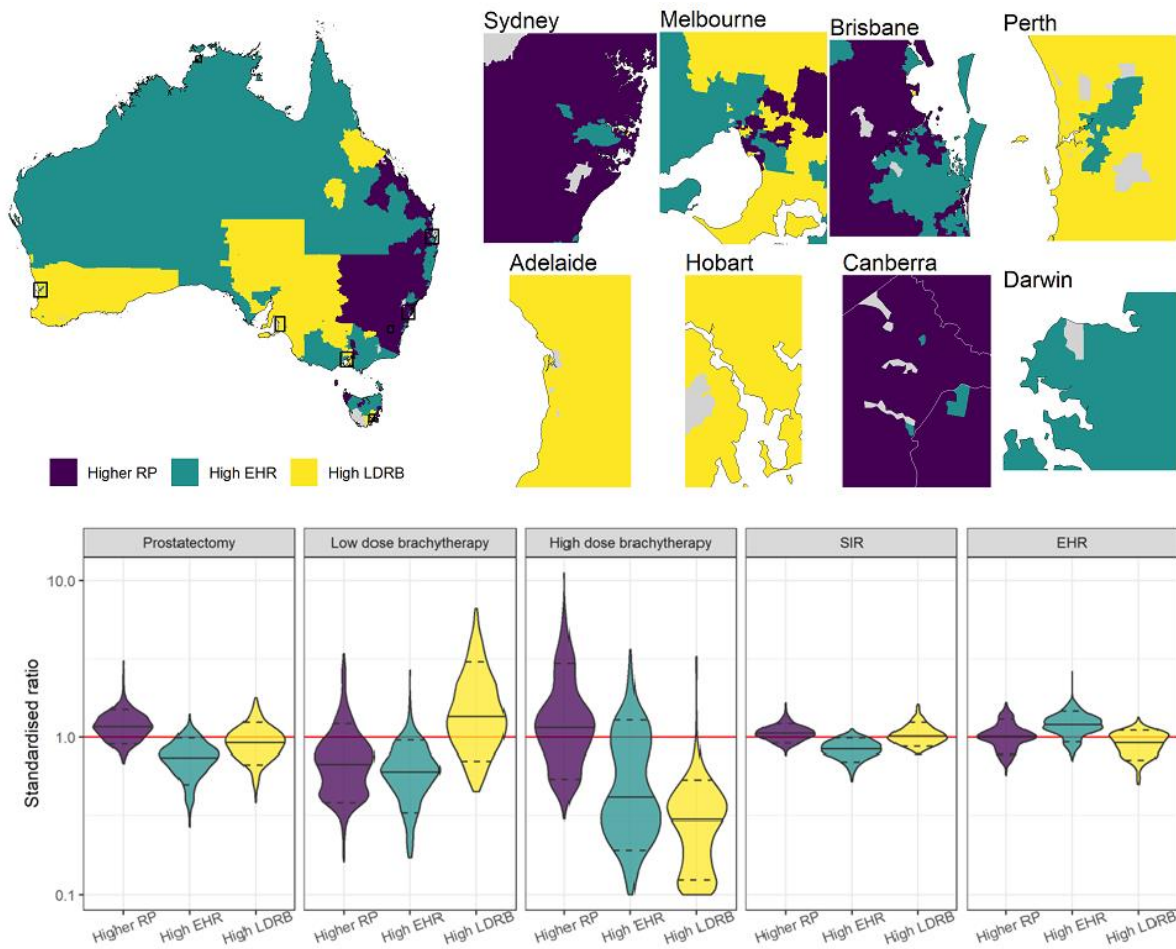 Sydney
Melbourne
Brisbane
Perth
Adelaide
Hobart
Canberra
Darwin
Higher RP
High EHR
High LDRB
Prostatectomy
Low dose brachytherapy
High dose brachytherapy
SIR
EHR
Standardised ratio
10.0
1.0
0.1
Higher RP High EHR High LDRB
Higher RP High EHR High LDRB
Higher RP High EHR High LDRB
Higher RP High EHR High LDRB
Higher RP High EHR High LDRB